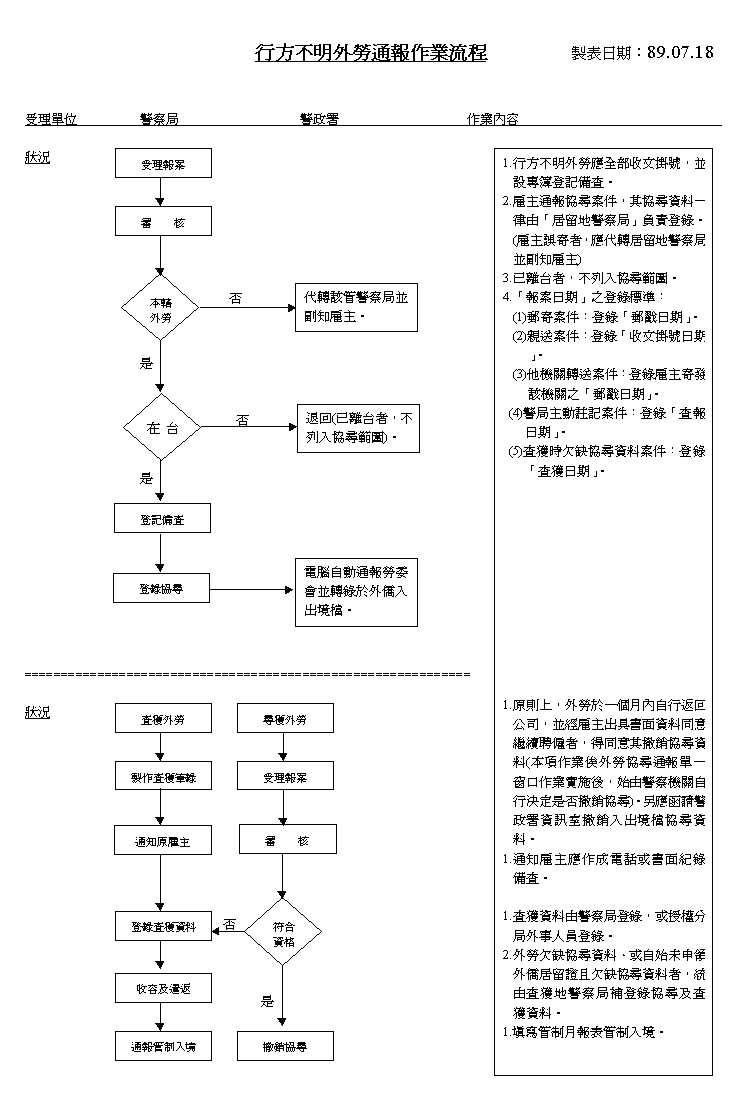 行方不明外勞通報作業流程
製表日期：89.07.18
受理單位 警察局 警政署 作業內容
狀況
受理報案
審 核
本轄
外勞
否
代轉該管警察局並
副知雇主。
是
在 台
否
退回(已離台者，不
列入協尋範圍)。
是
登記備查
登錄協尋
電腦自動通報勞委
會並轉錄於外僑入
出境檔。
1.行方不明外勞應全部收文掛號，並
設專簿登記備查。
2.雇主通報協尋案件，其協尋資料一
律由「居留地警察局」負責登錄。
(雇主誤寄者，應代轉居留地警察局
並副知雇主)
3.已離台者，不列入協尋範圍。
4.「報案日期」之登錄標準：
(1)郵寄案件：登錄「郵戳日期」。
(2)親送案件：登錄「收文掛號日期
」。
(3)他機關轉送案件：登錄雇主寄發
該機關之「郵戳日期」。
(4)警局主動註記案件：登錄「查報
日期」。
(5)查獲時欠缺協尋資料案件：登錄
「查獲日期」。
===============================================================
狀況
查獲外勞
製作查獲筆錄
通知原雇主
登錄查獲資料
收容及遣返
通報管制入境
尋獲外勞
受理報案
審 核
符合
資格
否
是
撤銷協尋
1.原則上，外勞於一個月內自行返回
公司，並經雇主出具書面資料同意
繼續聘僱者，得同意其撤銷協尋資
料(本項作業俟外勞協尋通報單一
窗口作業實施後，始由警察機關自
行決定是否撤銷協尋)。另應函請警
政署資訊室撤銷入出境檔協尋資
料。
1.通知雇主應作成電話或書面紀錄
備查。
1.查獲資料由警察局登錄，或授權分
局外事人員登錄。
2.外勞欠缺協尋資料、或自始未申領
外僑居留證且欠缺協尋資料者，統
由查獲地警察局補登錄協尋及查
獲資料。
1.填寫管制月報表管制入境。